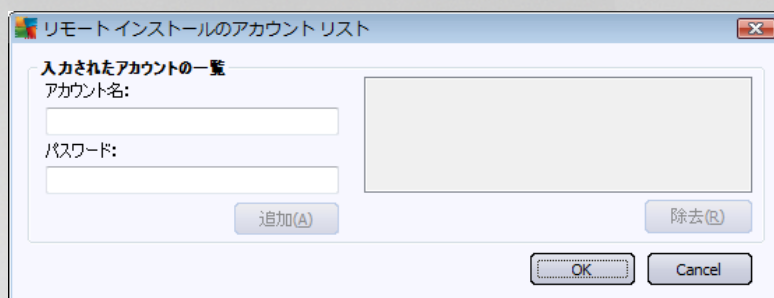 リモート インストールのアカウント リスト
入力されたアカウントの一覧
アカウント名:
パスワード:
追加(A)
除去(R)
OK
Cancel